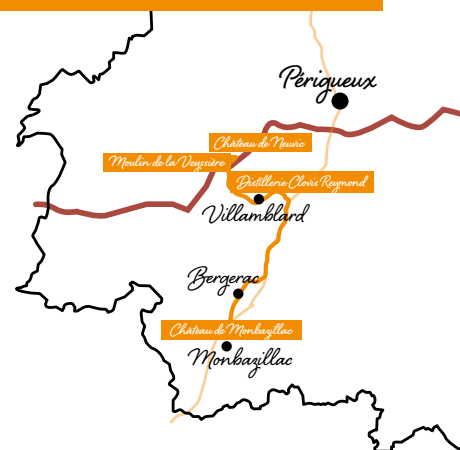 Périgueux
Château de Neuvic
Moulin de la Veyssière
Distillerie Clovis Reymond
Villamblard
Bergerac
Château de Monbazillac
Monbazillac